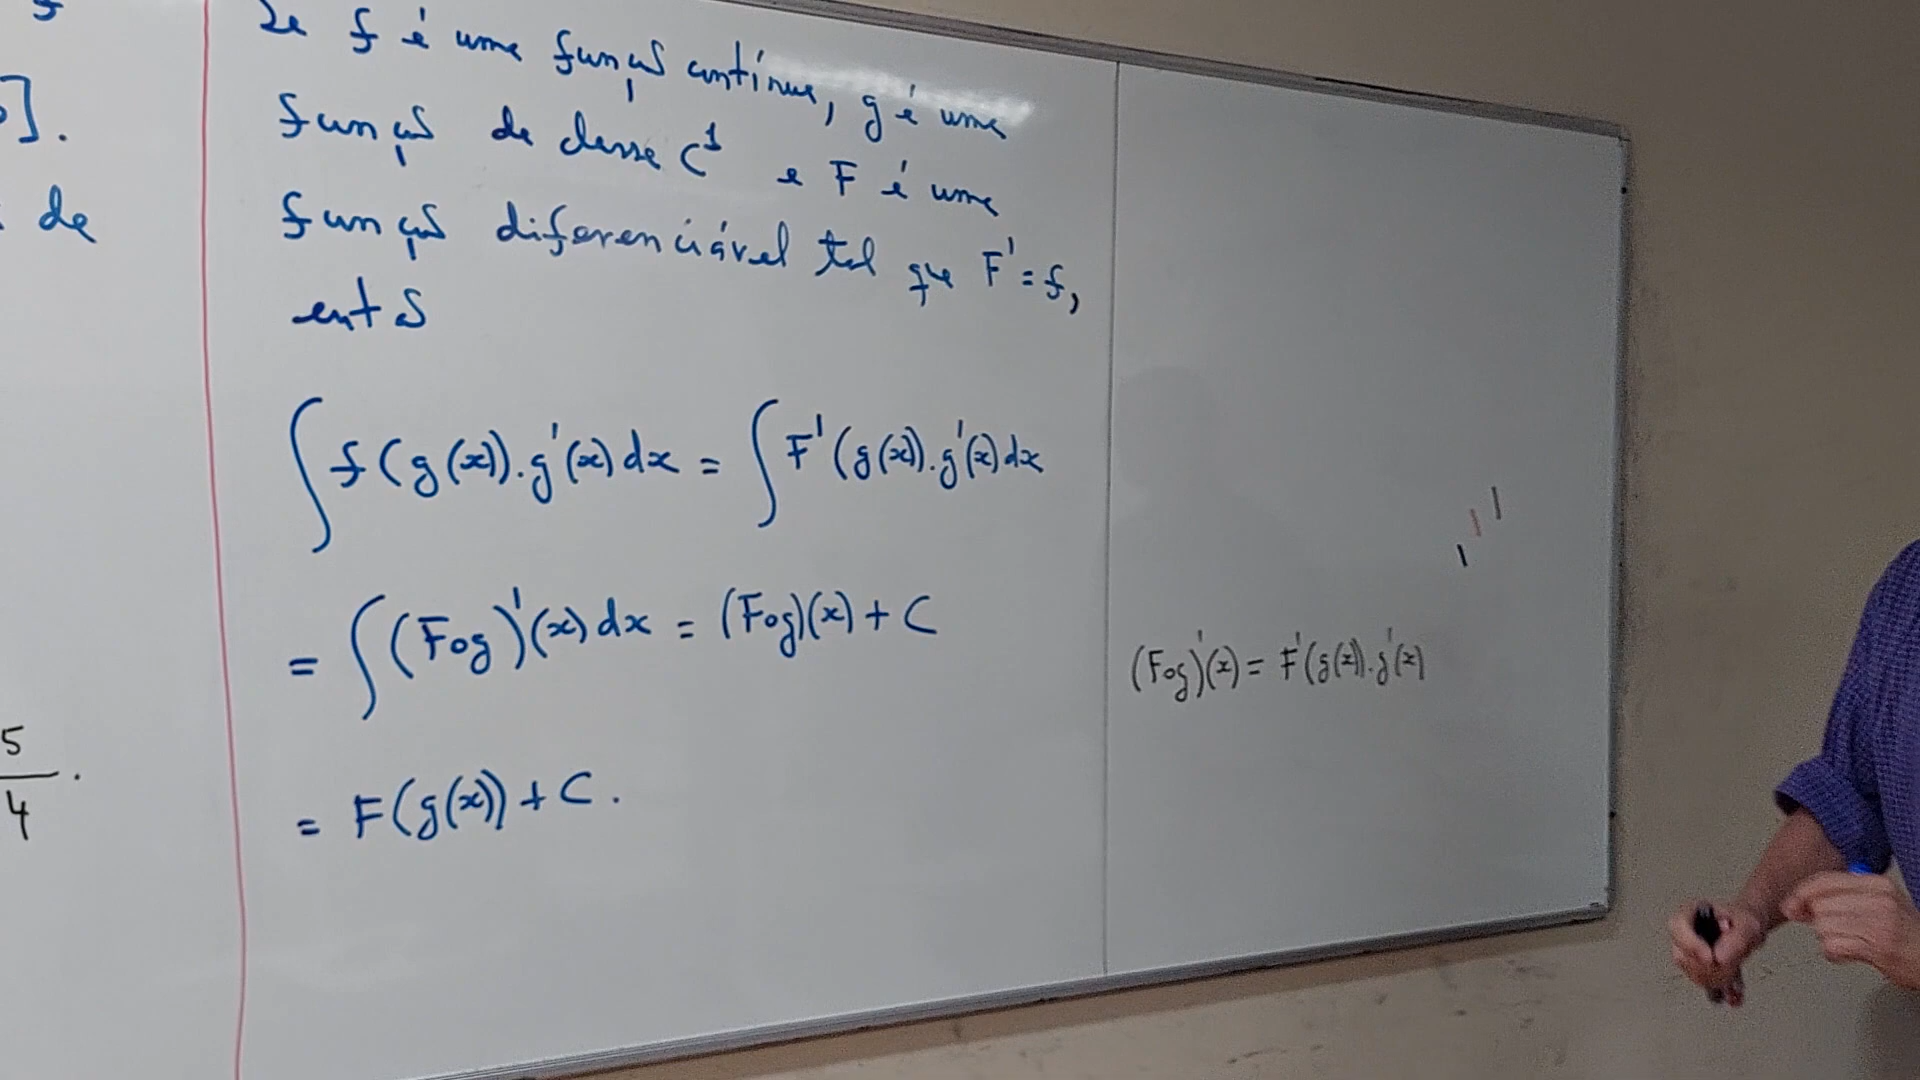 Se f é uma função contínua, g é uma
função de classe C¹ e F é uma
função diferenciável tal que F' = f,
então
∫ f(g(x)).g'(x)dx = ∫ F'(g(x)).g'(x)dx
= ∫ (Fog)'(x)dx = (Fog)(x) + C
= F(g(x)) + C.
(Fog)'(x) = F'(g(x)).g'(x)
].
de
5/4.